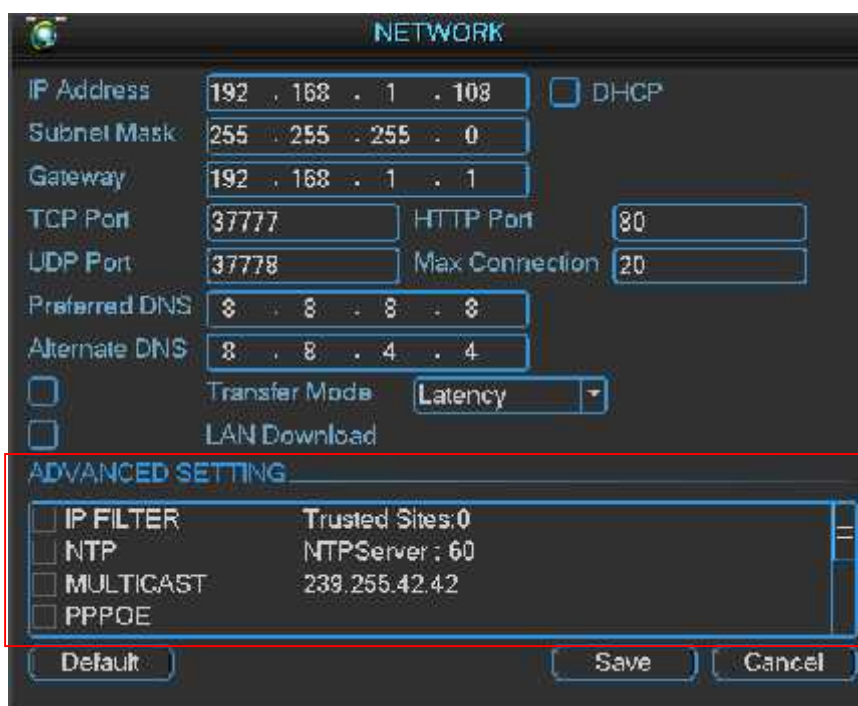 NETWORK
IP Address 192 . 168 . 1 . 108 DHCP
Subnet Mask 255 . 255 . 255 . 0
Gateway 192 . 168 . 1 . 1
TCP Port 37777 HTTP Port 80
UDP Port 37778 Max Connection 20
Preferred DNS 8 . 8 . 8 . 8
Alternate DNS 8 . 8 . 4 . 4
Transfer Mode Latency
LAN Download
ADVANCED SETTING
IP FILTER Trusted Sites:0
NTP NTPServer : 60
MULTICAST 239.255.42.42
PPPOE
Default Save Cancel